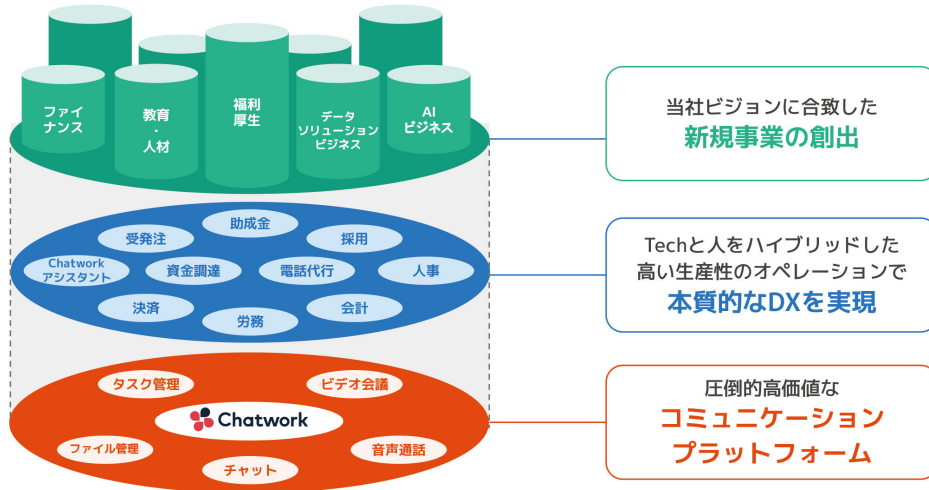 ファイ
ナンス
教育
・
人材
福利
厚生
データ
ソリューション
ビジネス
AI
ビジネス
当社ビジョンに合致した
新規事業の創出
助成金
受発注
採用
Chatwork
アシスタント
資金調達
電話代行
人事
決済
労務
会計
Techと人をハイブリッドした
高い生産性のオペレーションで
本質的なDXを実現
タスク管理
ビデオ会議
Chatwork
ファイル管理
チャット
音声通話
圧倒的高価値な
コミュニケーション
プラットフォーム